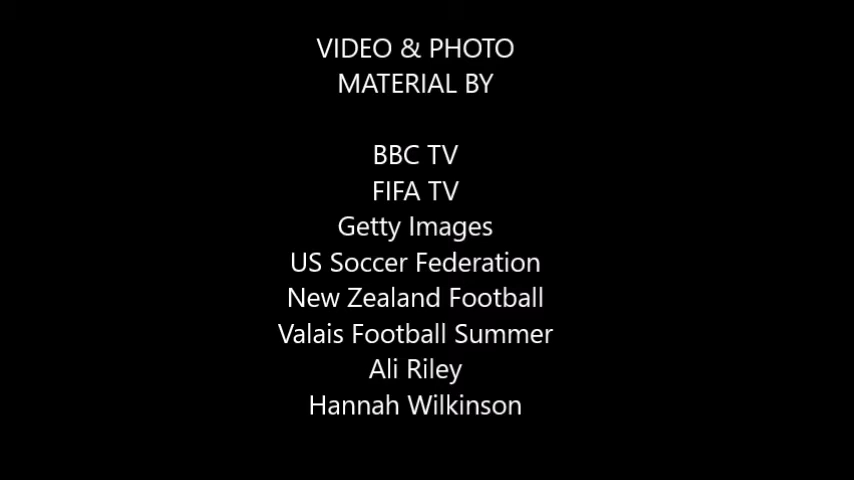 VIDEO & PHOTO
MATERIAL BY
BBC TV
FIFA TV
Getty Images
US Soccer Federation
New Zealand Football
Valais Football Summer
Ali Riley
Hannah Wilkinson